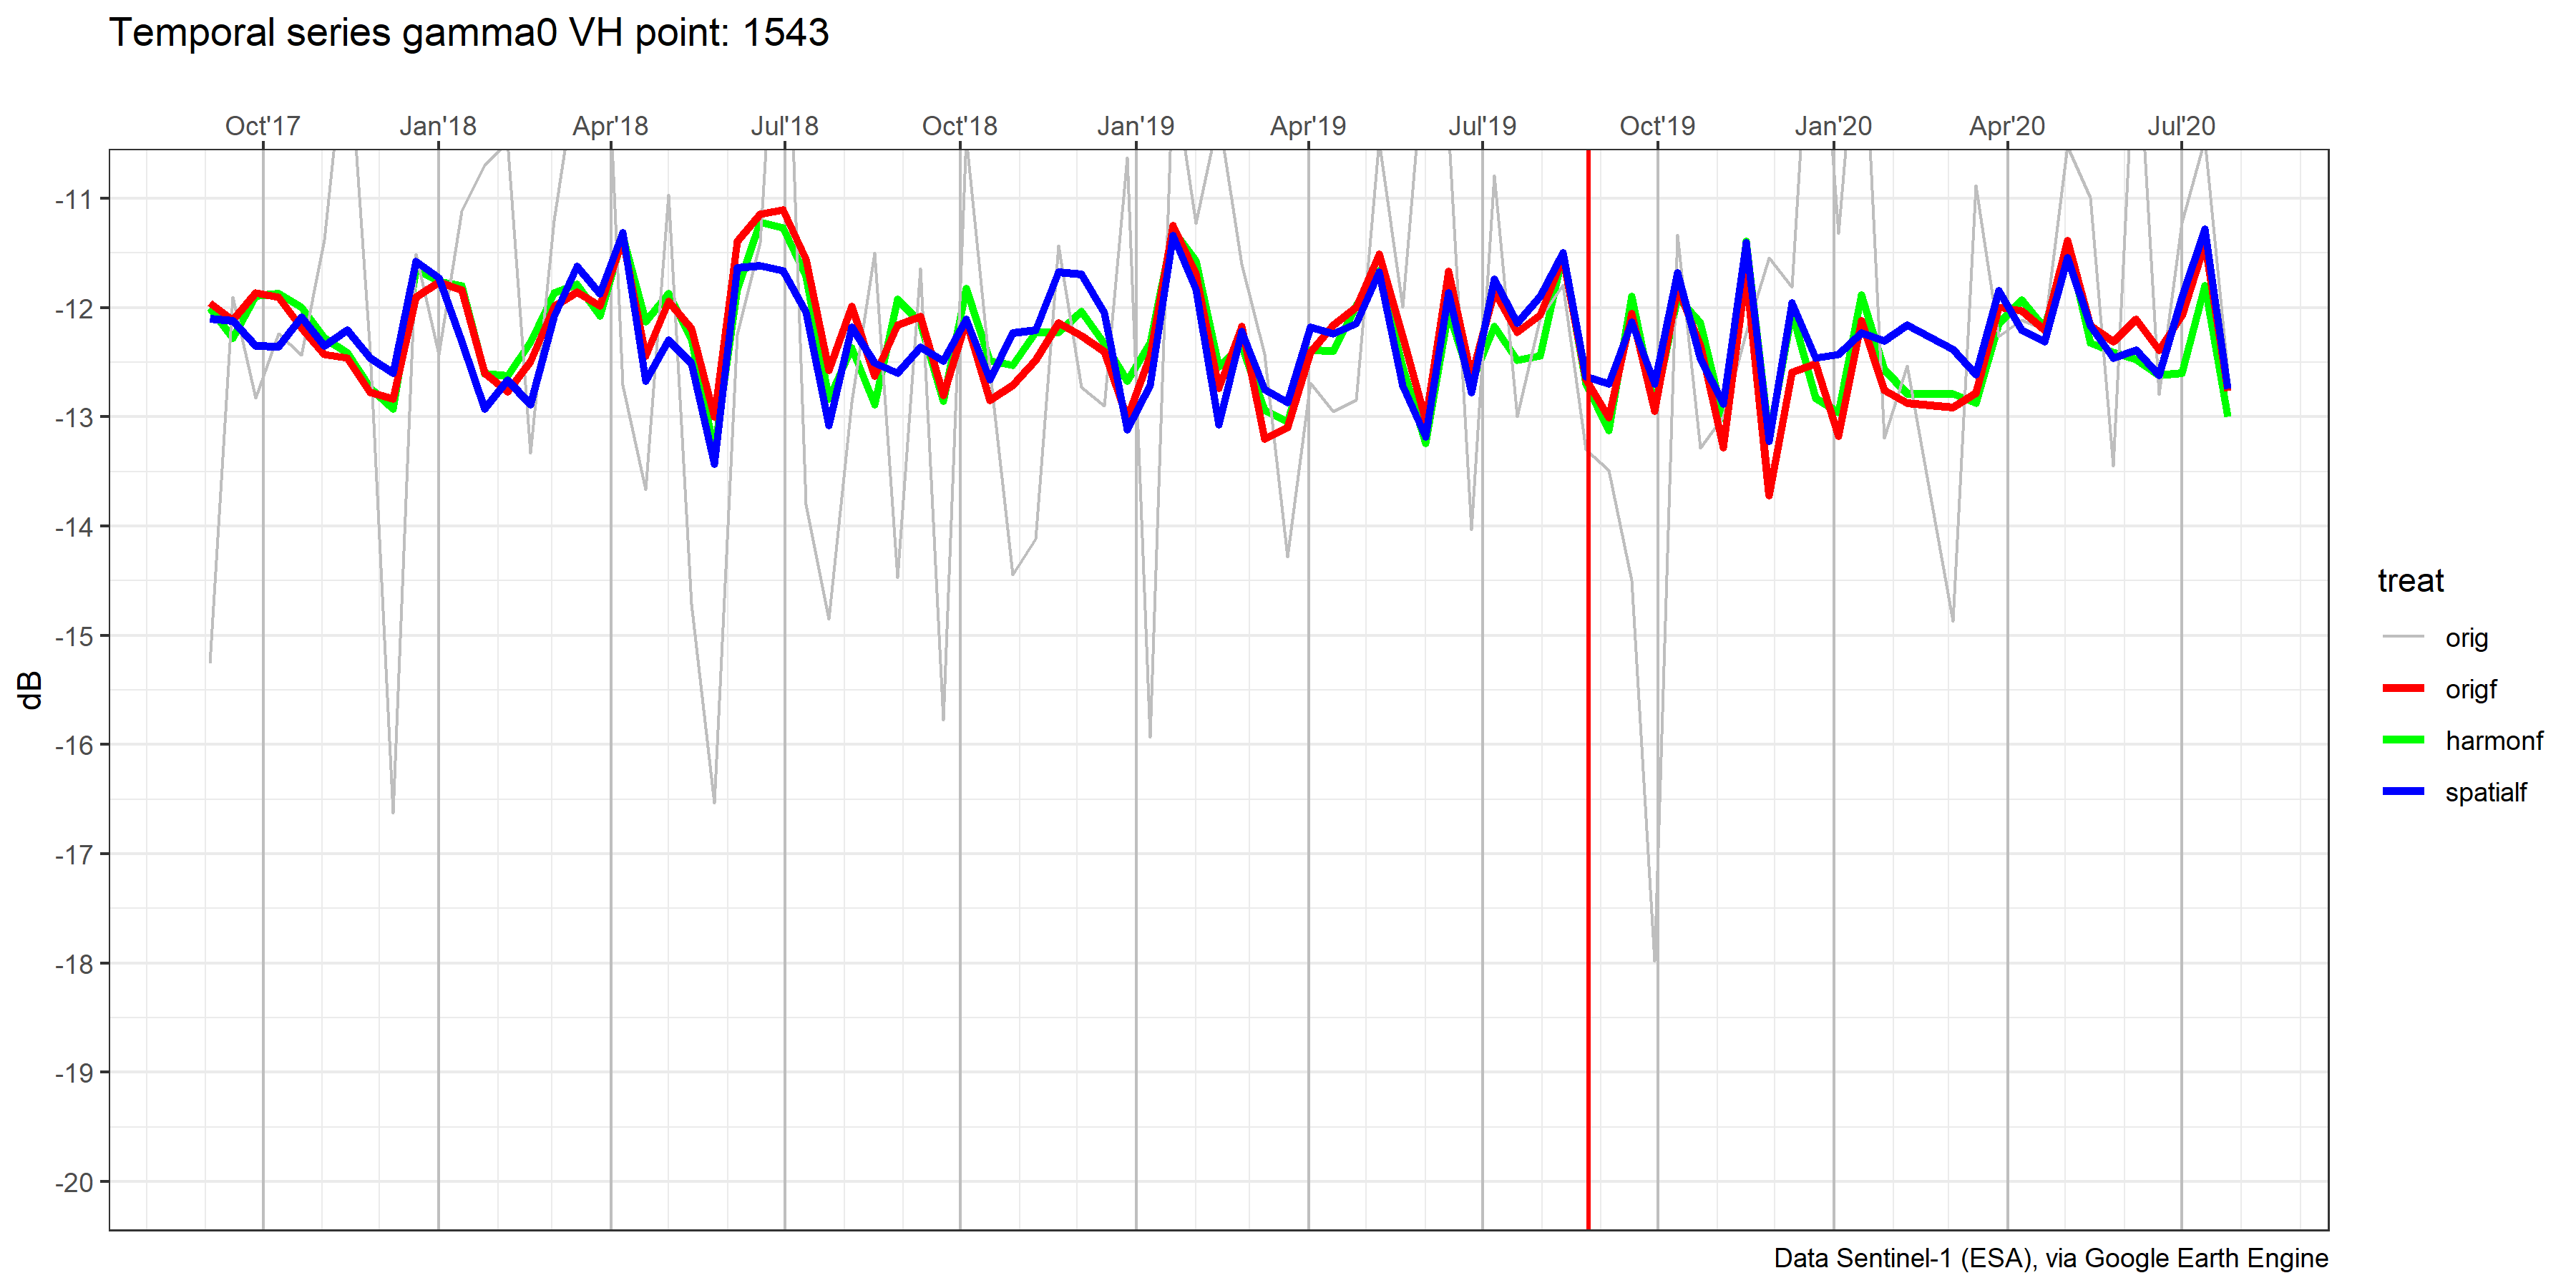 Temporal series gamma0 VH point: 1543
Oct'17 Jan'18 Apr'18 Jul'18 Oct'18 Jan'19 Apr'19 Jul'19 Oct'19 Jan'20 Apr'20 Jul'20
-11
-12
-13
-14
-15
-16
-17
-18
-19
-20
dB
treat
orig
origf
harmonf
spatialf
Data Sentinel-1 (ESA), via Google Earth Engine